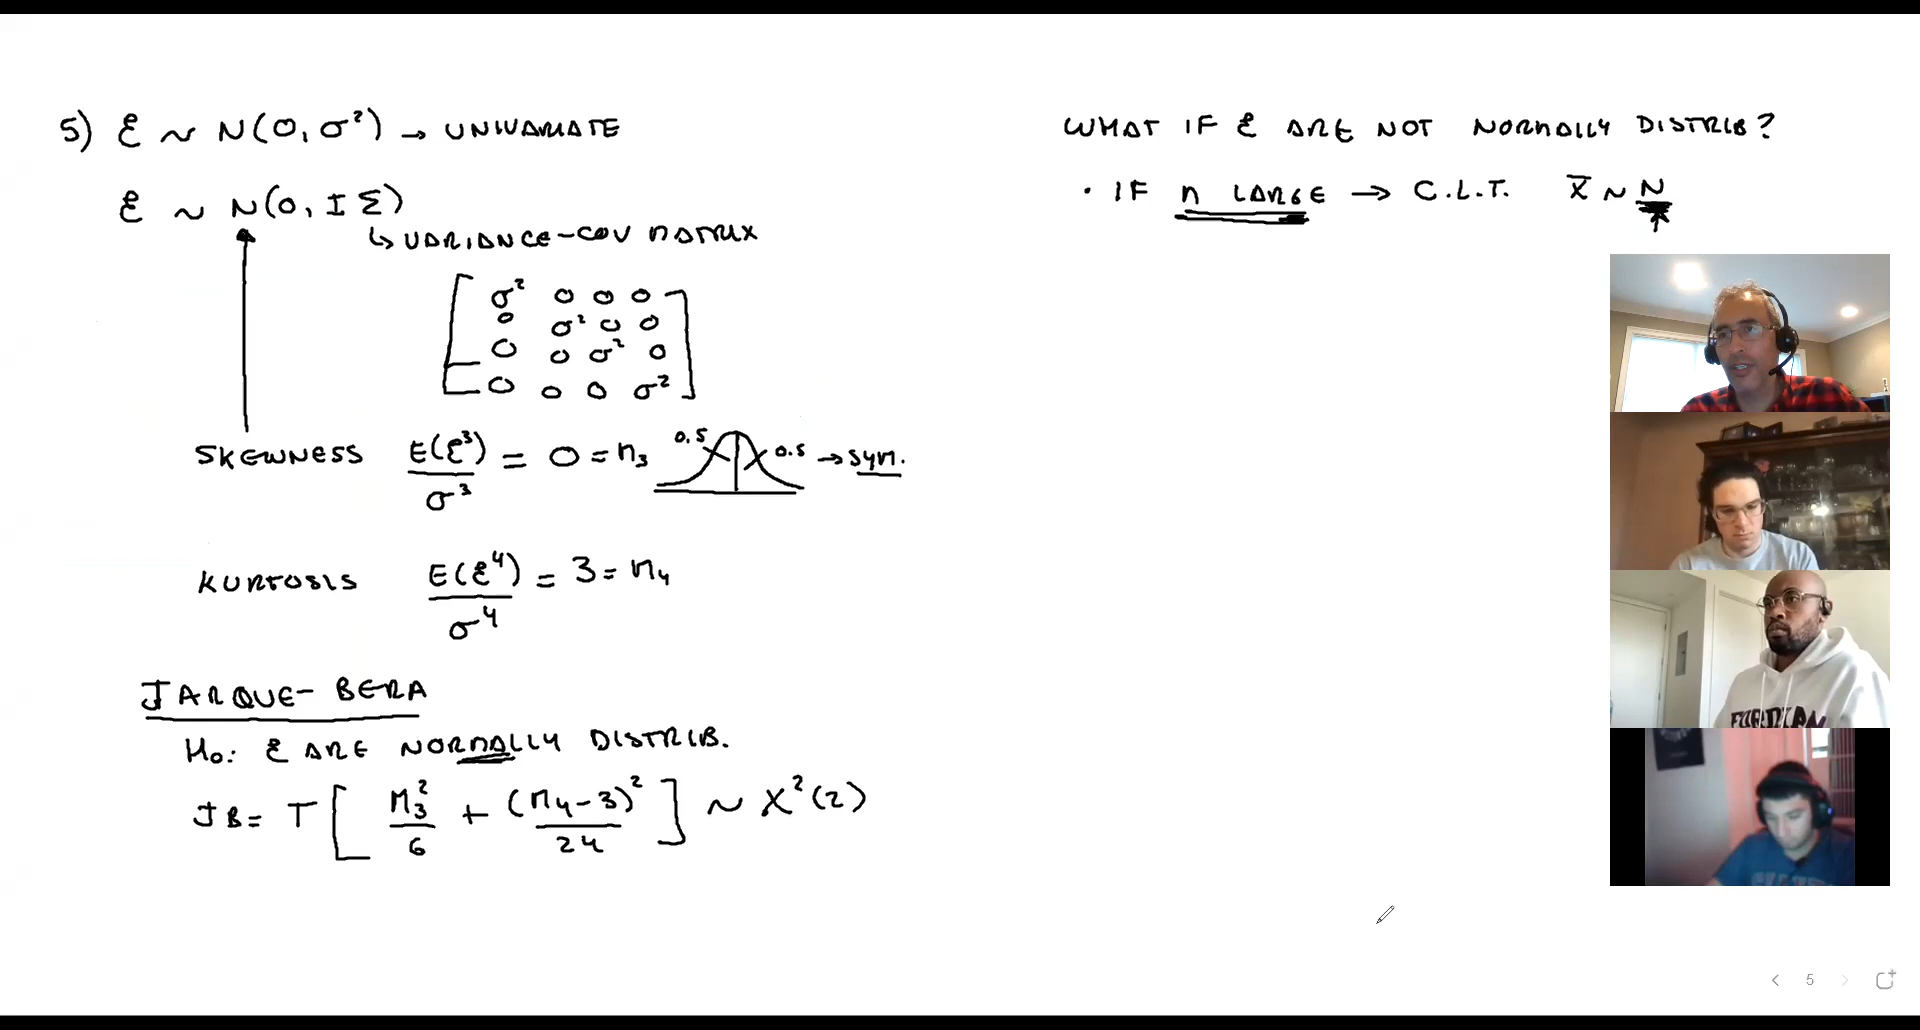 5) ε ~ N(0, σ²) → UNIVARIATE
ε ~ N(0, I Σ)
↳ VARIANCE-COV MATRIX
σ² 0 0 0
0 σ² 0 0
0 0 σ² 0
0 0 0 σ²
SKEWNESS E(ε³)/σ³ = 0 = M₃ 0.5 0.5 → SYM.
KURTOSIS E(ε⁴)/σ⁴ = 3 = M₄
JARQUE-BERA
H₀: ε ARE NORMALLY DISTRIB.
JB = T [ M₃²/6 + (M₄-3)²/24 ] ~ χ²(2)
WHAT IF ε ARE NOT NORMALLY DISTRIB?
• IF n LARGE → C.L.T. X̄ ~ N
5